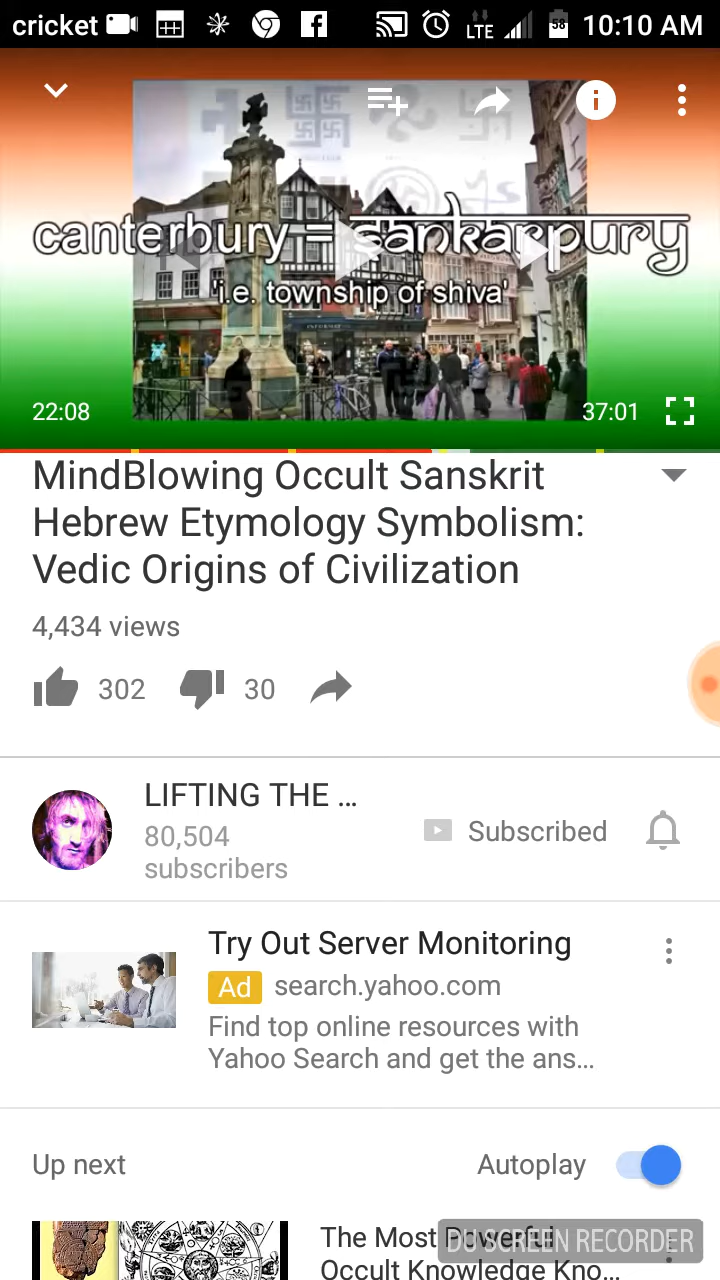 cricket
58
LTE
10:10 AM
i
canterbury = sankarpury
'i.e. township of shiva'
22:08
37:01
MindBlowing Occult Sanskrit
Hebrew Etymology Symbolism:
Vedic Origins of Civilization
4,434 views
302
30
LIFTING THE ...
80,504
subscribers
Subscribed
Try Out Server Monitoring
Ad search.yahoo.com
Find top online resources with
Yahoo Search and get the ans...
Up next
Autoplay
The Most Powerful
Occult Knowledge Kno...
DU SCREEN RECORDER